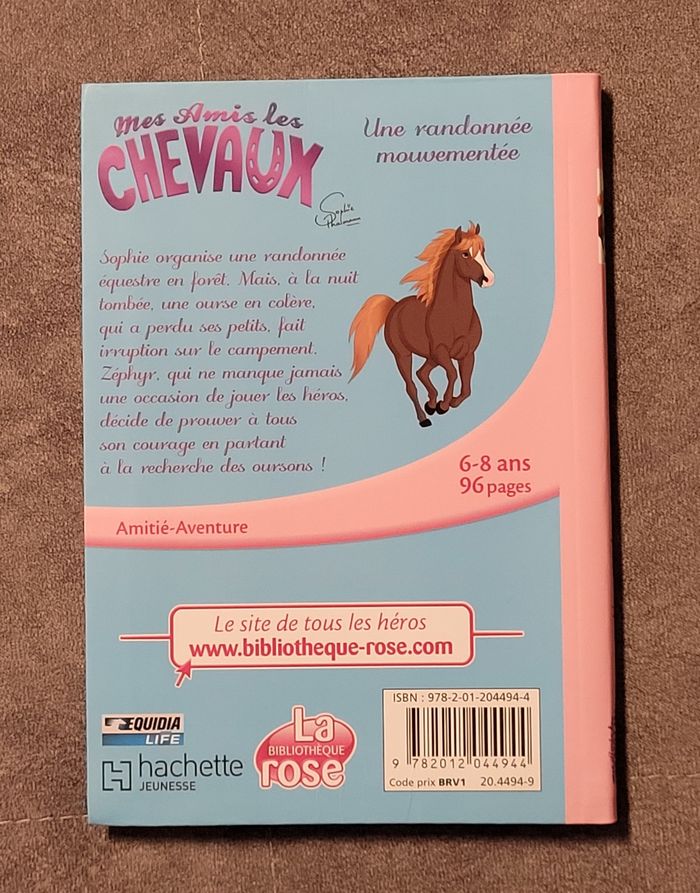 Mes Amis les
CHEVAUX
Sophie
Thalmann
Une randonnée
mouvementée
Sophie organise une randonnée
équestre en forêt. Mais, à la nuit
tombée, une ourse en colère,
qui a perdu ses petits, fait
irruption sur le campement.
Zéphyr, qui ne manque jamais
une occasion de jouer les héros,
décide de prouver à tous
son courage en partant
à la recherche des oursons !
6-8 ans
96 pages
Amitié-Aventure
Le site de tous les héros
www.bibliotheque-rose.com
EQUIDIA
LIFE
hachette
JEUNESSE
La
BIBLIOTHÈQUE
rose
ISBN : 978-2-01-204494-4
9 782012 044944
Code prix BRV1 20.4494-9